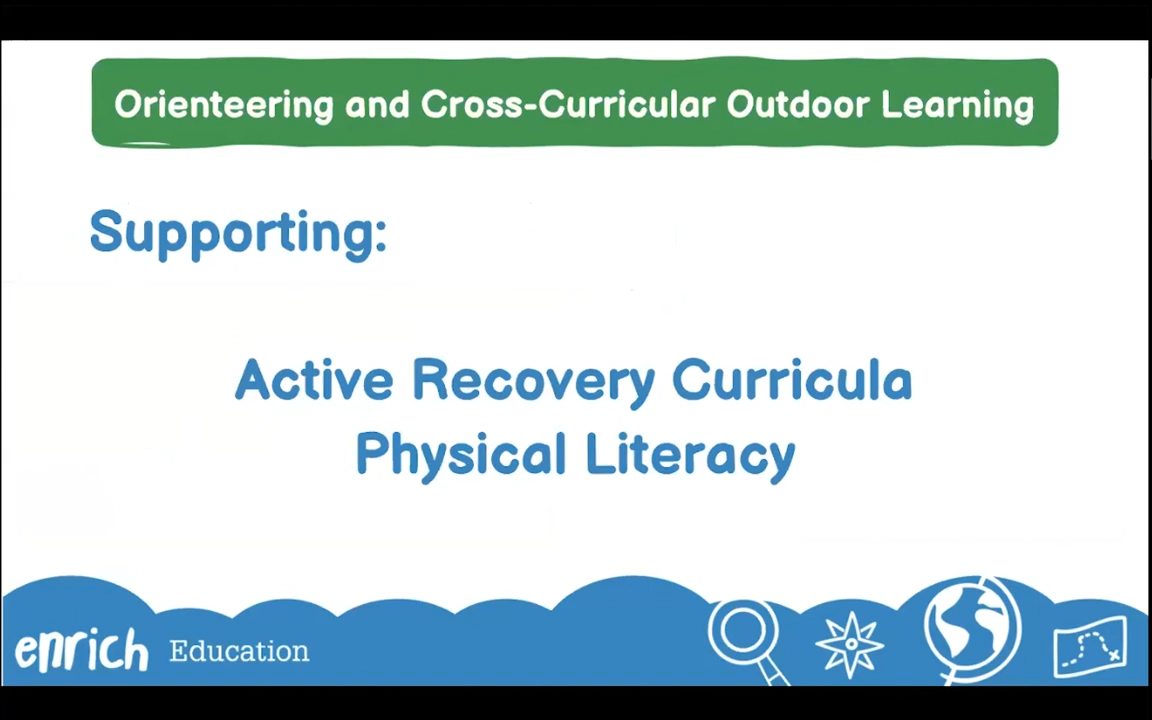 Orienteering and Cross-Curricular Outdoor Learning
Supporting:
Active Recovery Curricula
Physical Literacy
enrich Education